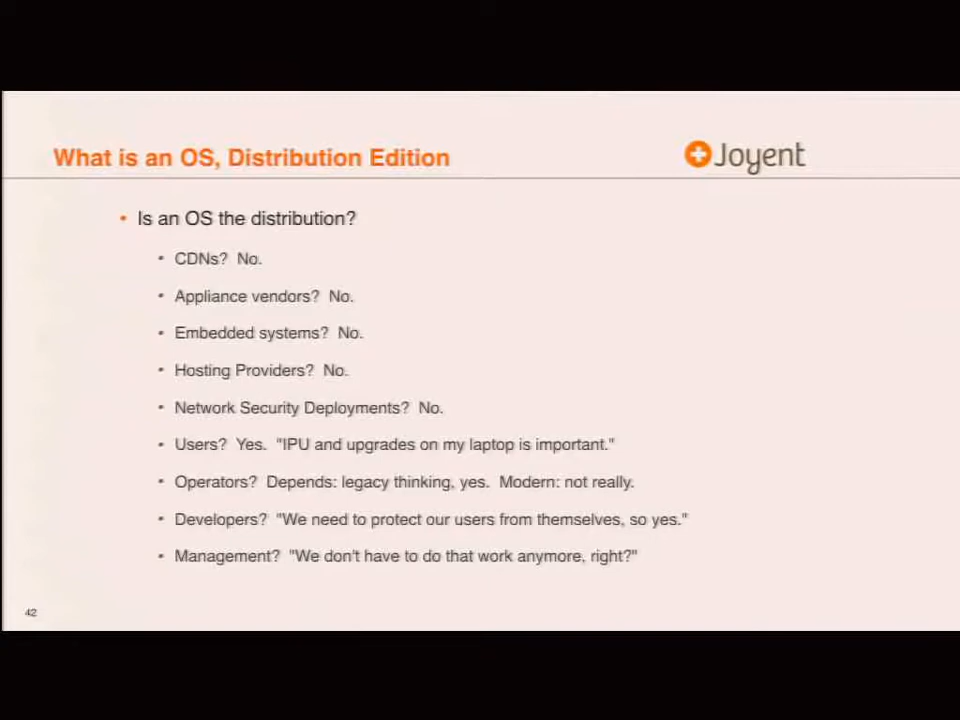 What is an OS, Distribution Edition
Joyent
• Is an OS the distribution?
• CDNs? No.
• Appliance vendors? No.
• Embedded systems? No.
• Hosting Providers? No.
• Network Security Deployments? No.
• Users? Yes. "IPU and upgrades on my laptop is important."
• Operators? Depends: legacy thinking, yes. Modern: not really.
• Developers? "We need to protect our users from themselves, so yes."
• Management? "We don't have to do that work anymore, right?"
42